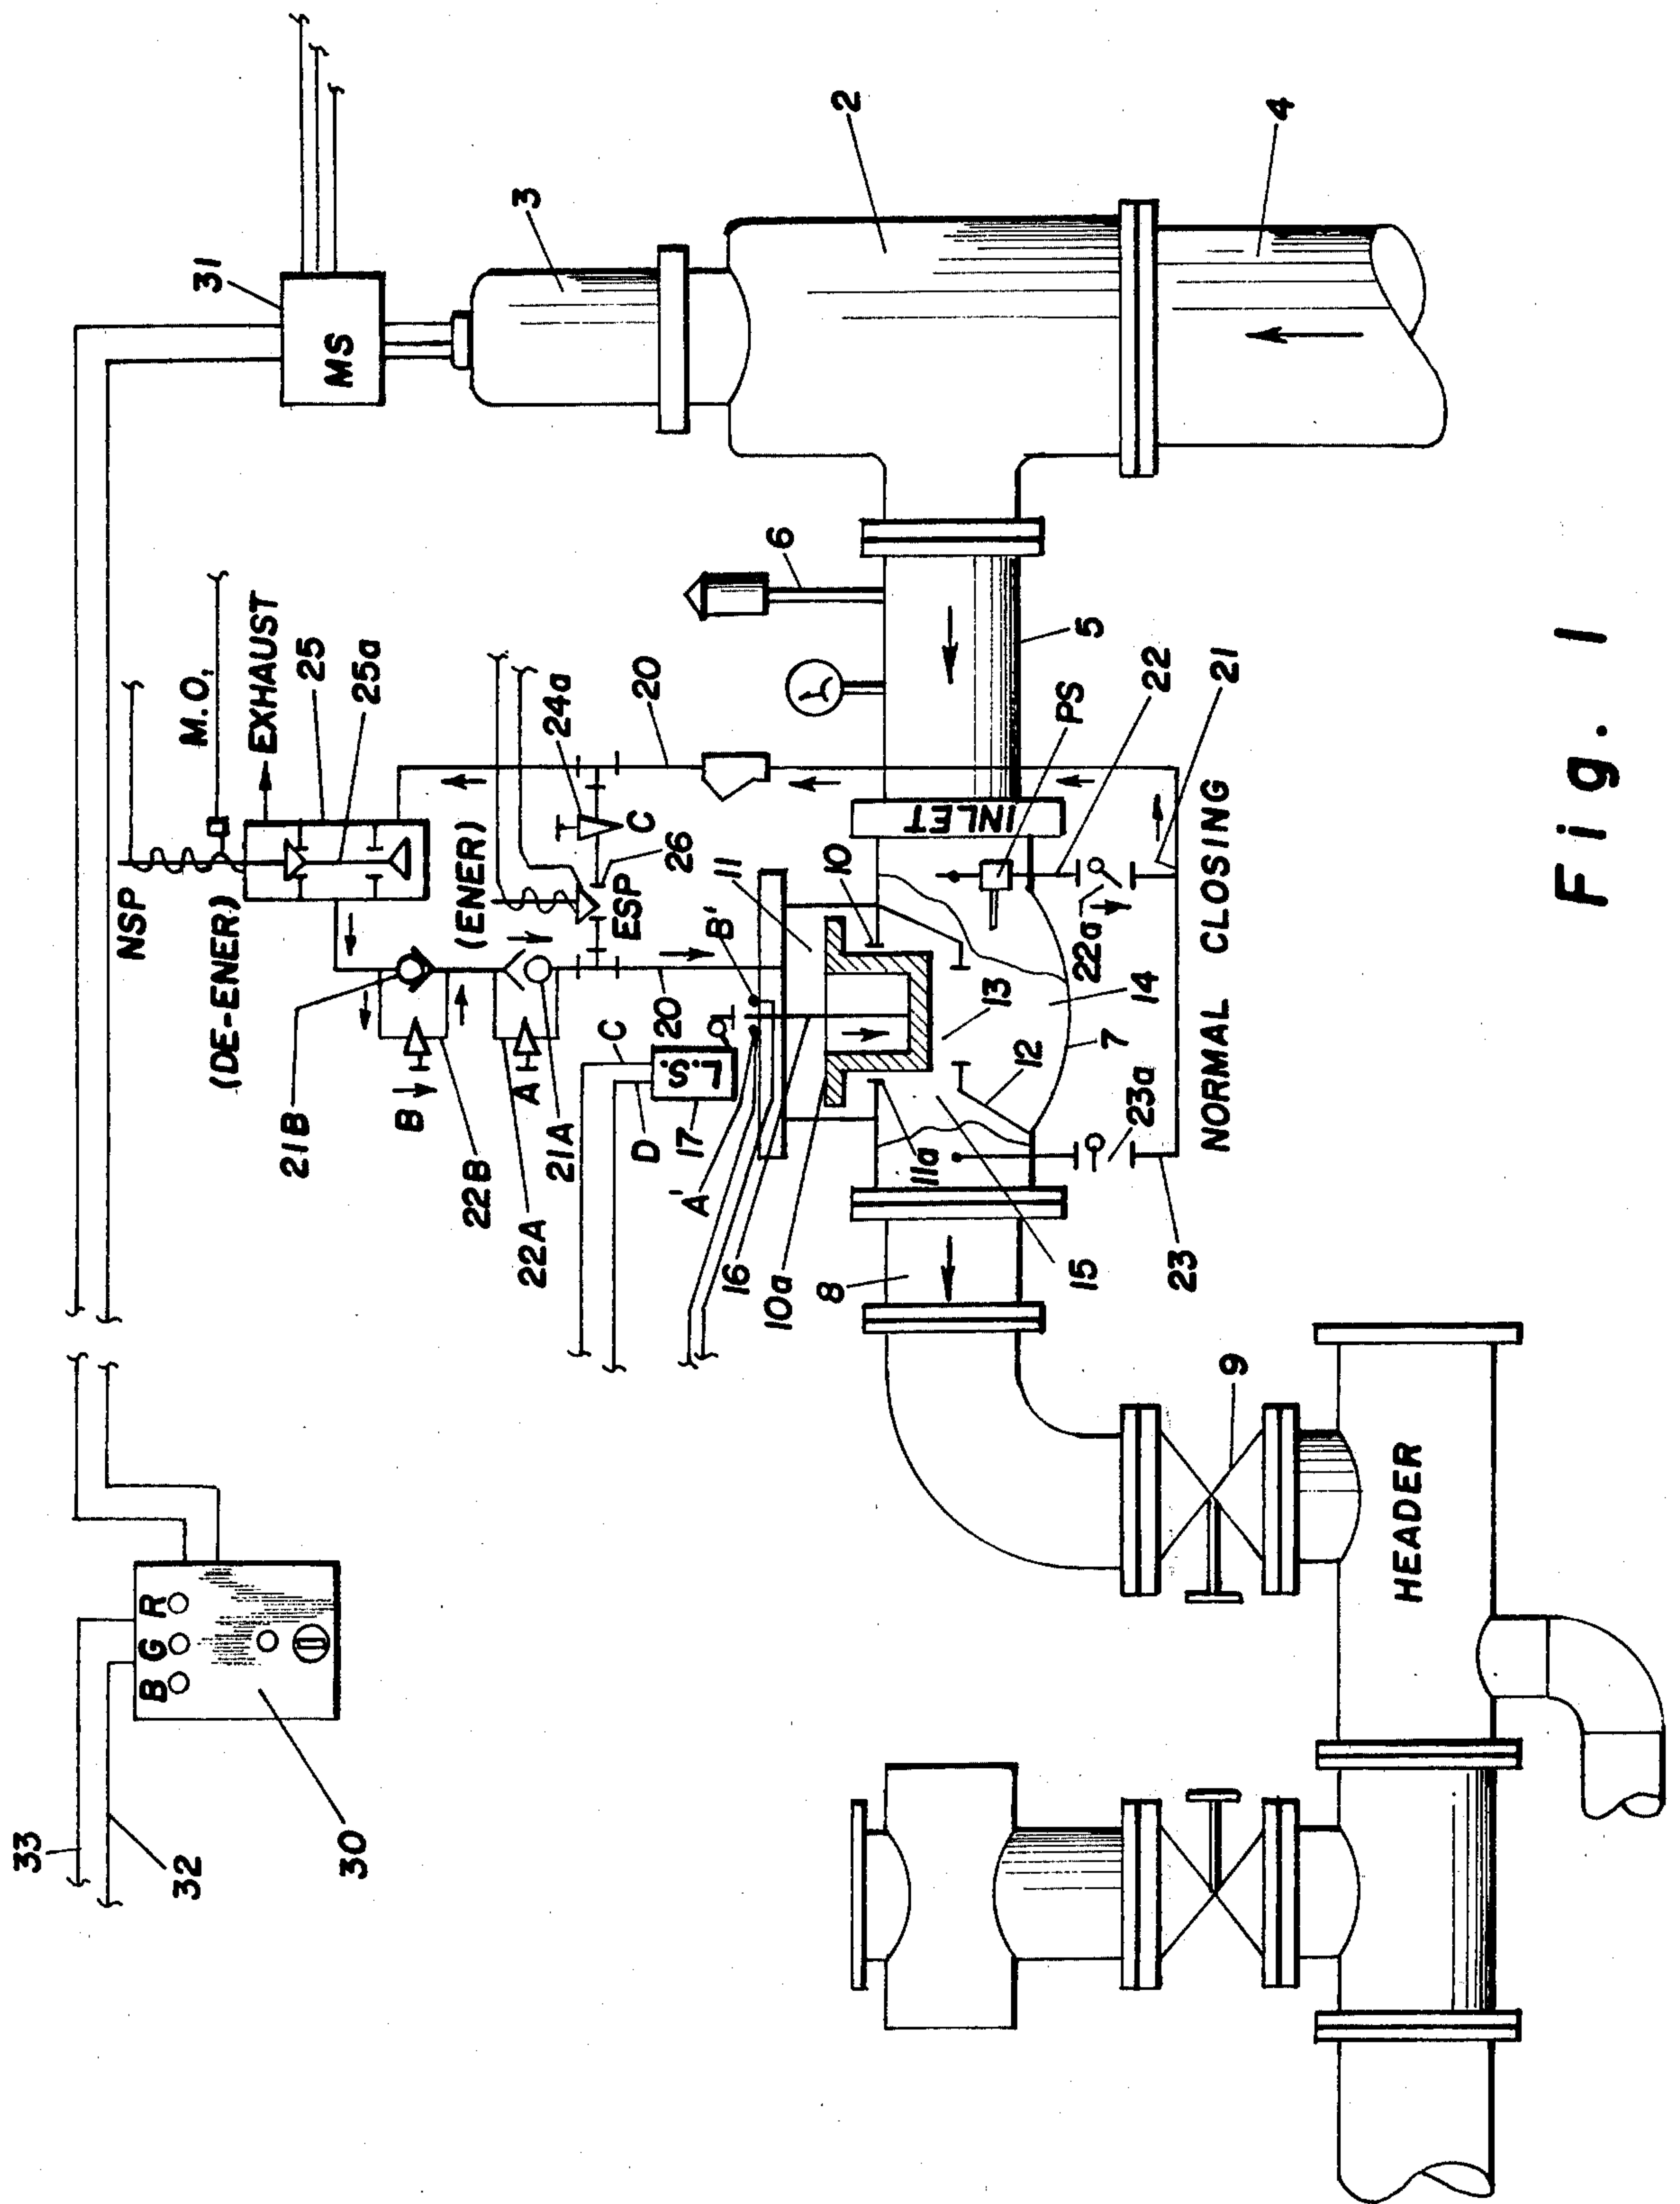 33
32
30
B G R
31
MS
NSP
M.O.
EXHAUST
25
25a
(DE-ENER)
21B
B
22B
A
22A
21A
(ENER)
24a
C
26
ESP
20
20
C
D
L.S.
17
A'
B'
16
10a
11
10
11a
13
12
14
15
7
3
2
4
6
5
INLET
PS
22
22a
21
23a
23
NORMAL CLOSING
8
9
HEADER
Fig. 1